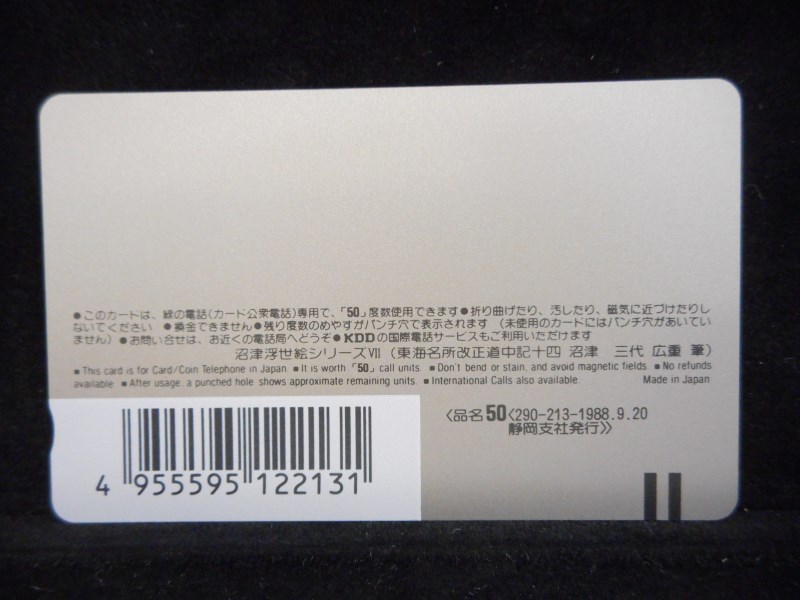 ●このカードは、緑の電話(カード公衆電話)専用で、「50」度数使用できます●折り曲げたり、汚したり、磁気に近づけたりし
ないでください ●換金できません●残り度数のめやすがパンチ穴で表示されます (未使用のカードにはパンチ穴があいてい
ません)●お問い合せは、お近くの電話局へどうぞ●KDDの国際電話サービスもご利用いただけます
沼津浮世絵シリーズⅦ (東海名所改正道中記十四 沼津 三代 広重 筆)
■ This card is for Card/Coin Telephone in Japan. ■ It is worth 「50」 call units. ■ Don't bend or stain, and avoid magnetic fields. ■ No refunds
available. ■ After usage, a punched hole shows approximate remaining units. ■ International Calls also available. Made in Japan
〈品名50〈290-213-1988.9.20
静岡支社発行〉〉
4 955595 122131